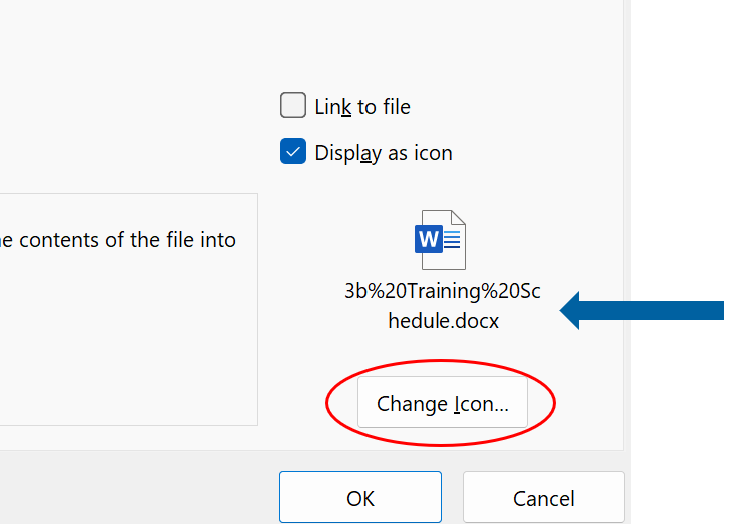 Link to file
Display as icon
e contents of the file into
W
3b%20Training%20Sc
hedule.docx
Change Icon...
OK
Cancel